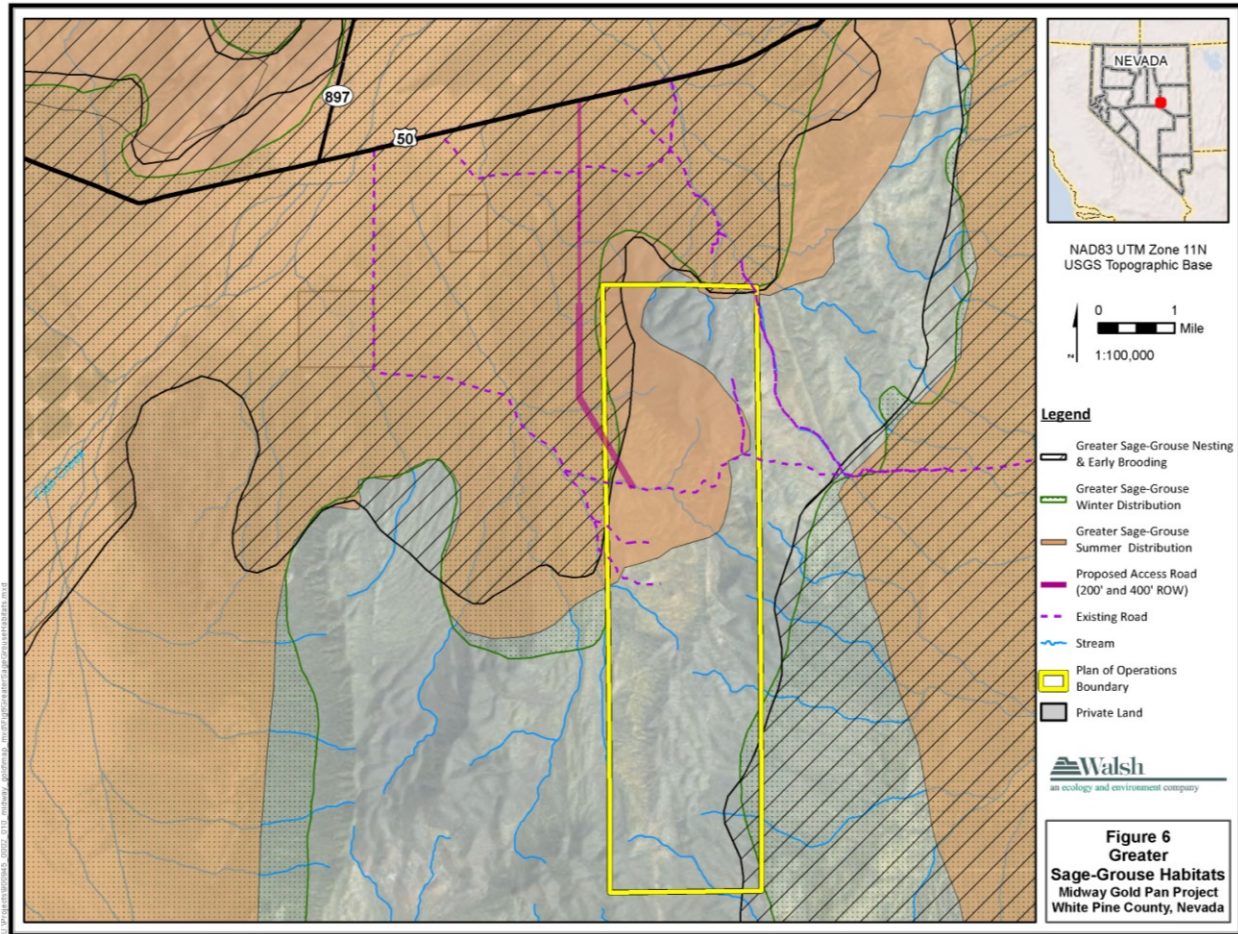 897
50
NEVADA
NAD83 UTM Zone 11N
USGS Topographic Base
0 1
Mile
1:100,000
Legend
Greater Sage-Grouse Nesting
& Early Brooding
Greater Sage-Grouse
Winter Distribution
Greater Sage-Grouse
Summer Distribution
Proposed Access Road
(200' and 400' ROW)
Existing Road
Stream
Plan of Operations
Boundary
Private Land
Walsh
an ecology and environment company
Figure 6
Greater
Sage-Grouse Habitats
Midway Gold Pan Project
White Pine County, Nevada